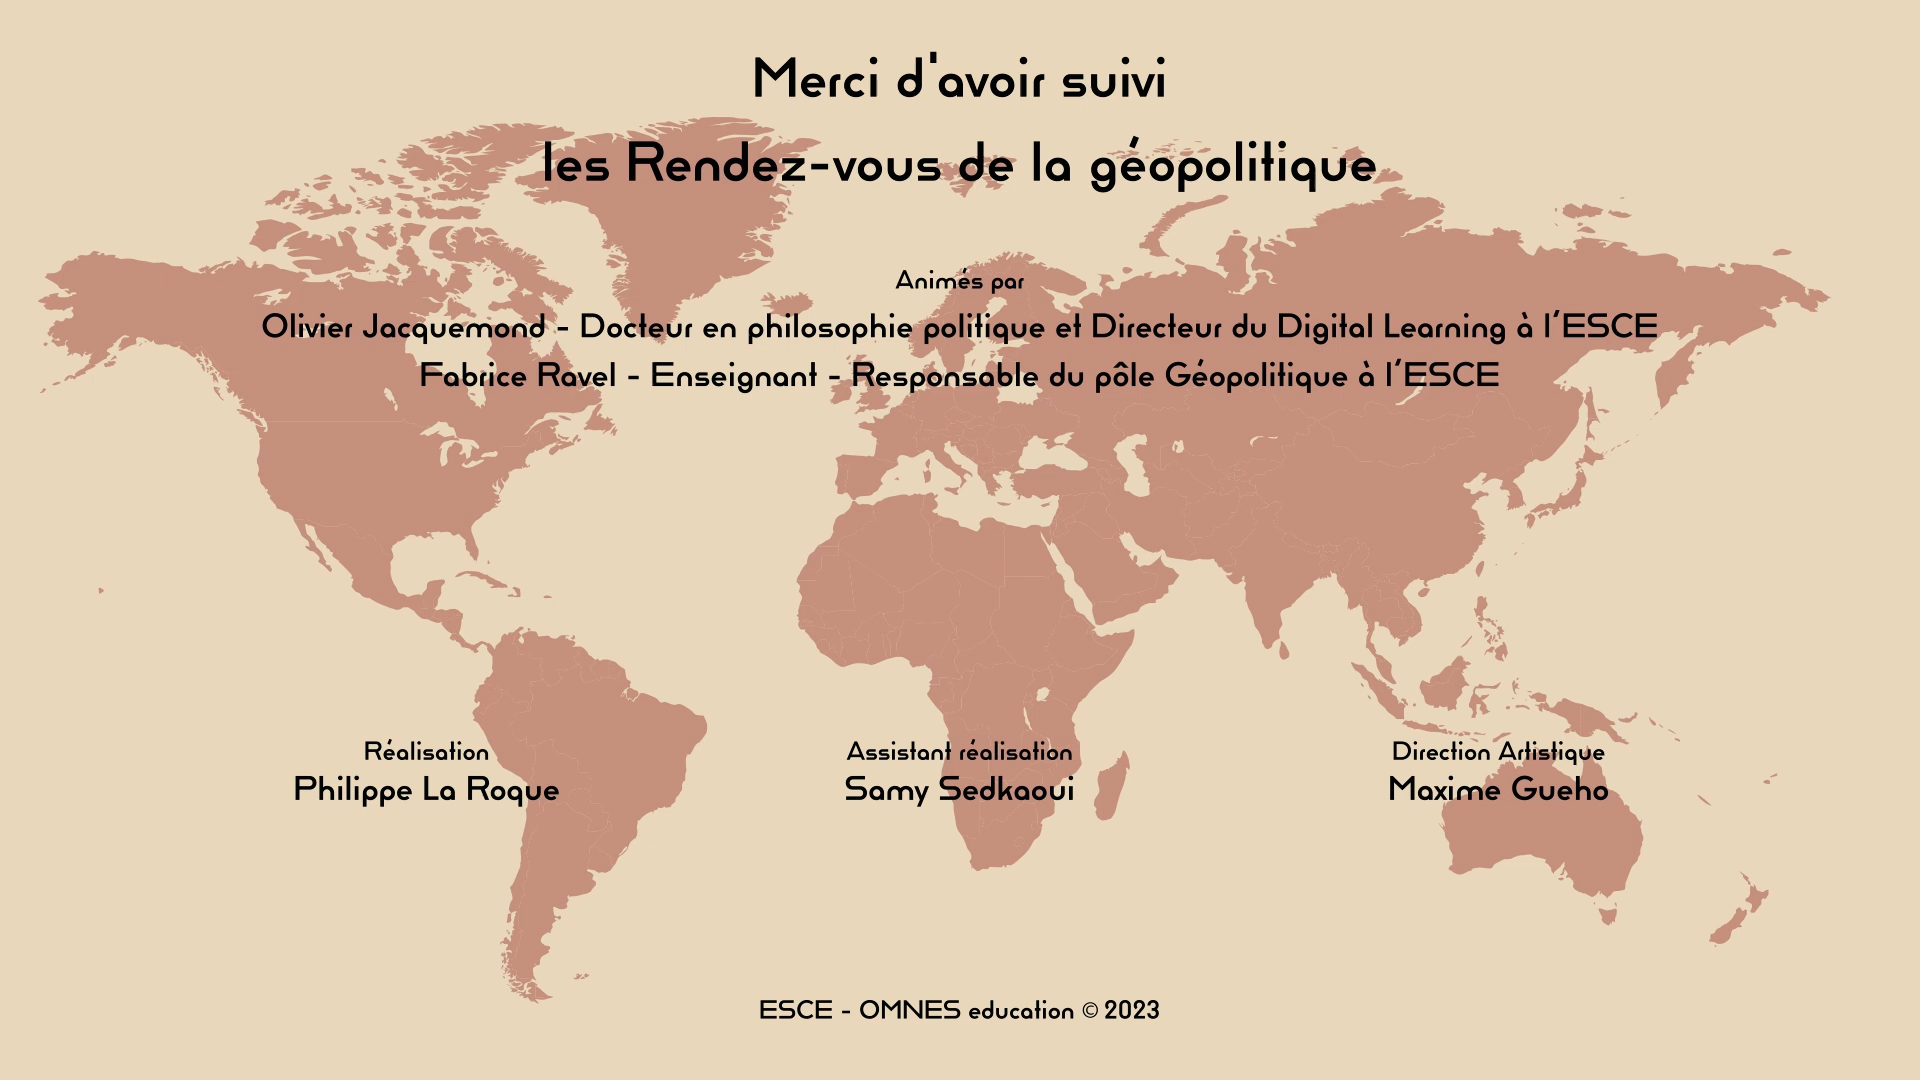 Merci d'avoir suivi
les Rendez-vous de la géopolitique
Animés par
Olivier Jacquemond - Docteur en philosophie politique et Directeur du Digital Learning à l'ESCE
Fabrice Ravel - Enseignant - Responsable du pôle Géopolitique à l'ESCE
Réalisation
Philippe La Roque
Assistant réalisation
Samy Sedkaoui
Direction Artistique
Maxime Gueho
ESCE - OMNES education © 2023